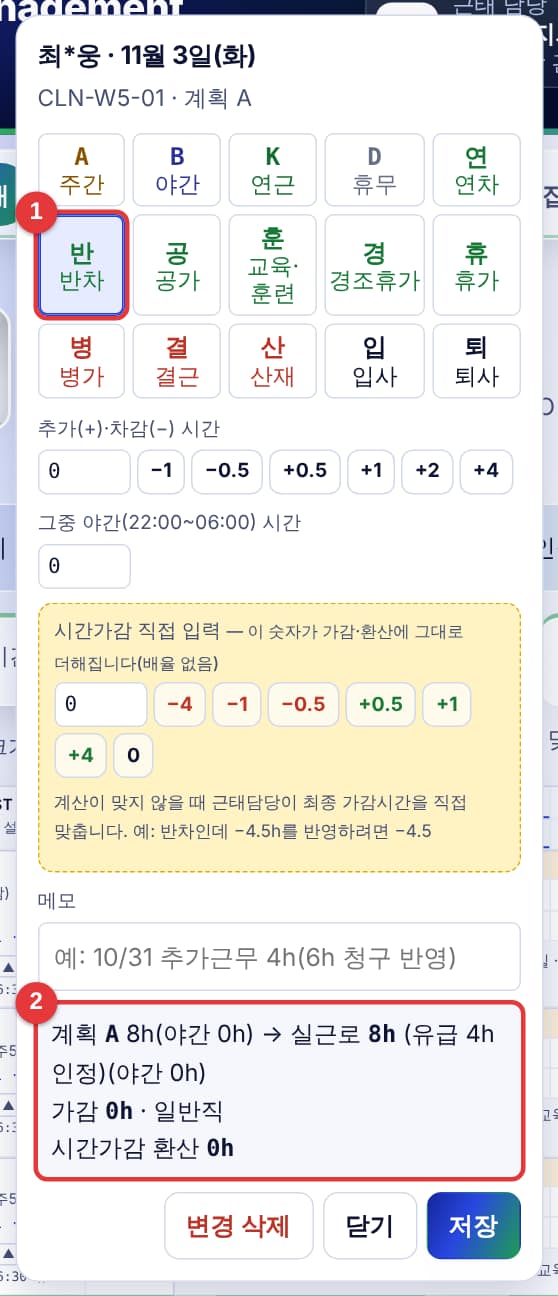 nagement
근태 담당
최*웅 · 11월 3일(화)
CLN-W5-01 · 계획 A
A
주간
B
야간
K
연근
D
휴무
연
연차
1
반
반차
공
공가
훈
교육·
훈련
경
경조휴가
휴
휴가
병
병가
결
결근
산
산재
입
입사
퇴
퇴사
추가(+)·차감(−) 시간
0 −1 −0.5 +0.5 +1 +2 +4
그중 야간(22:00~06:00) 시간
0
시간가감 직접 입력 — 이 숫자가 가감·환산에 그대로
더해집니다(배율 없음)
0 −4 −1 −0.5 +0.5 +1
+4 0
계산이 맞지 않을 때 근태담당이 최종 가감시간을 직접
맞춥니다. 예: 반차인데 −4.5h를 반영하려면 −4.5
메모
예: 10/31 추가근무 4h(6h 청구 반영)
2
계획 A 8h(야간 0h) → 실근로 8h (유급 4h
인정)(야간 0h)
가감 0h · 일반직
시간가감 환산 0h
변경 삭제 닫기 저장